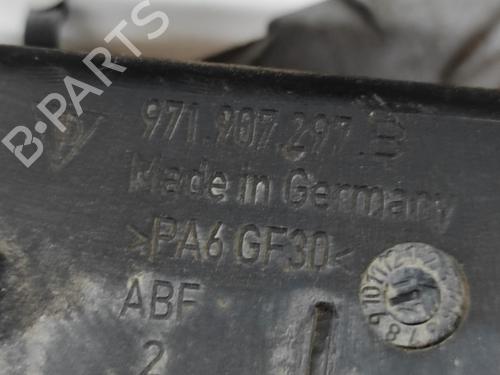 B-PARTS
971.907.297 B
Made in Germany
>PA6 GF30<
ABF
2